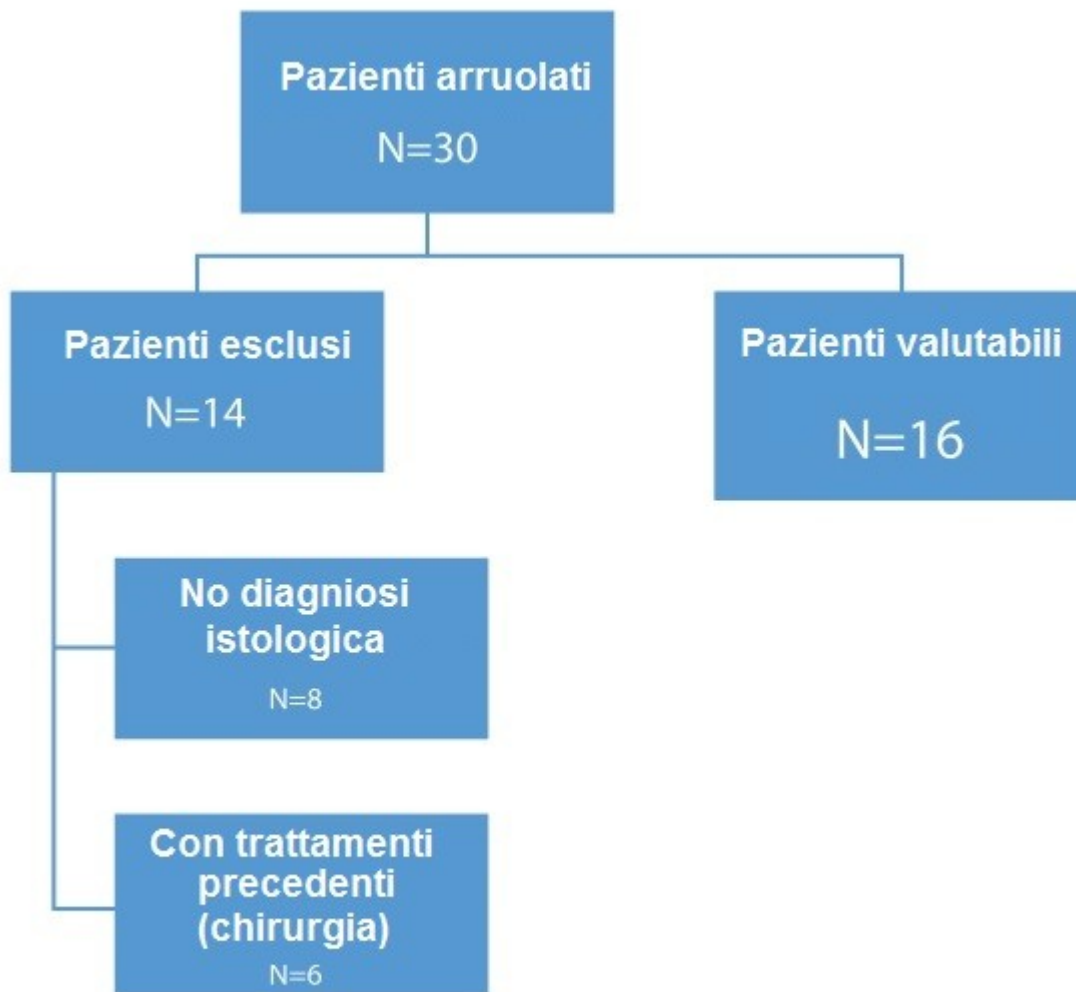 Pazienti arruolati
N=30
Pazienti esclusi
N=14
Pazienti valutabili
N=16
No diagniosi
istologica
N=8
Con trattamenti
precedenti
(chirurgia)
N=6